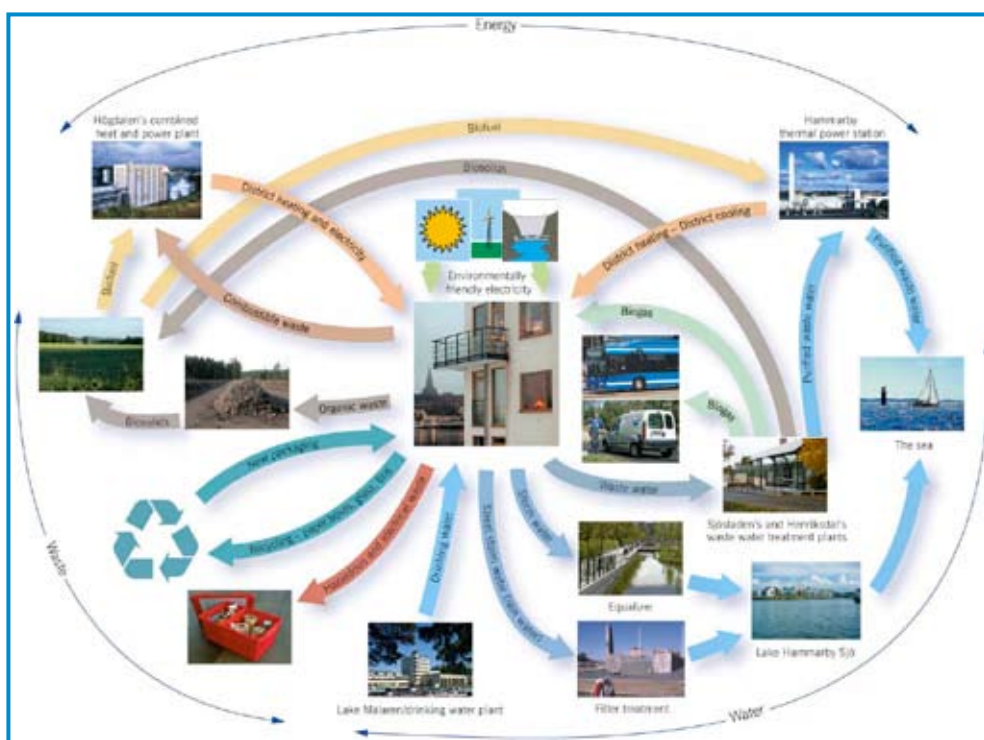 Energy
Högdalen's combined
heat and power plant
Hammarby
thermal power station
Biofuel
Biosolids
District heating and electricity
District heating – District cooling
Environmentally
friendly electricity
Biofuel
Combustible waste
Biogas
Purified waste water
Purified waste water
Organic waste
Biosolids
Biogas
The sea
New packaging
Waste water
Sjöstaden's and Henriksdal's
waste water treatment plants
Recycling –
Hazardous and
waste
Drinking water
Storm water
Equaliser
Waste
Lake Hammarby Sjö
Lake Malaren/drinking water plant
Filter treatment
Water